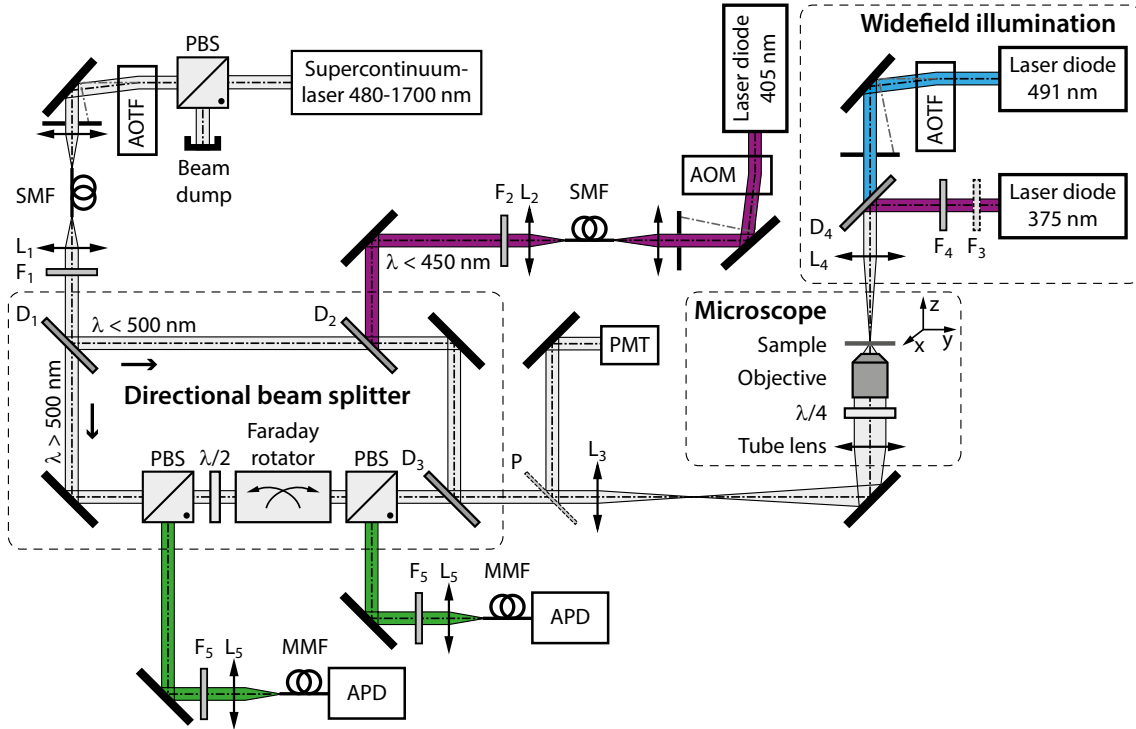 PBS
Supercontinuum-
laser 480-1700 nm
AOTF
Beam
dump
SMF
L1
F1
Laser diode
405 nm
AOM
F2 L2 SMF
λ < 450 nm
Widefield illumination
Laser diode
491 nm
AOTF
Laser diode
375 nm
D4
F4 F3
L4
D1
λ < 500 nm
D2
λ > 500 nm
Directional beam splitter
PMT
Microscope
z
x y
Sample
Objective
λ/4
Tube lens
PBS λ/2
Faraday
rotator
PBS D3 P L3
F5 L5 MMF
APD
F5 L5 MMF
APD